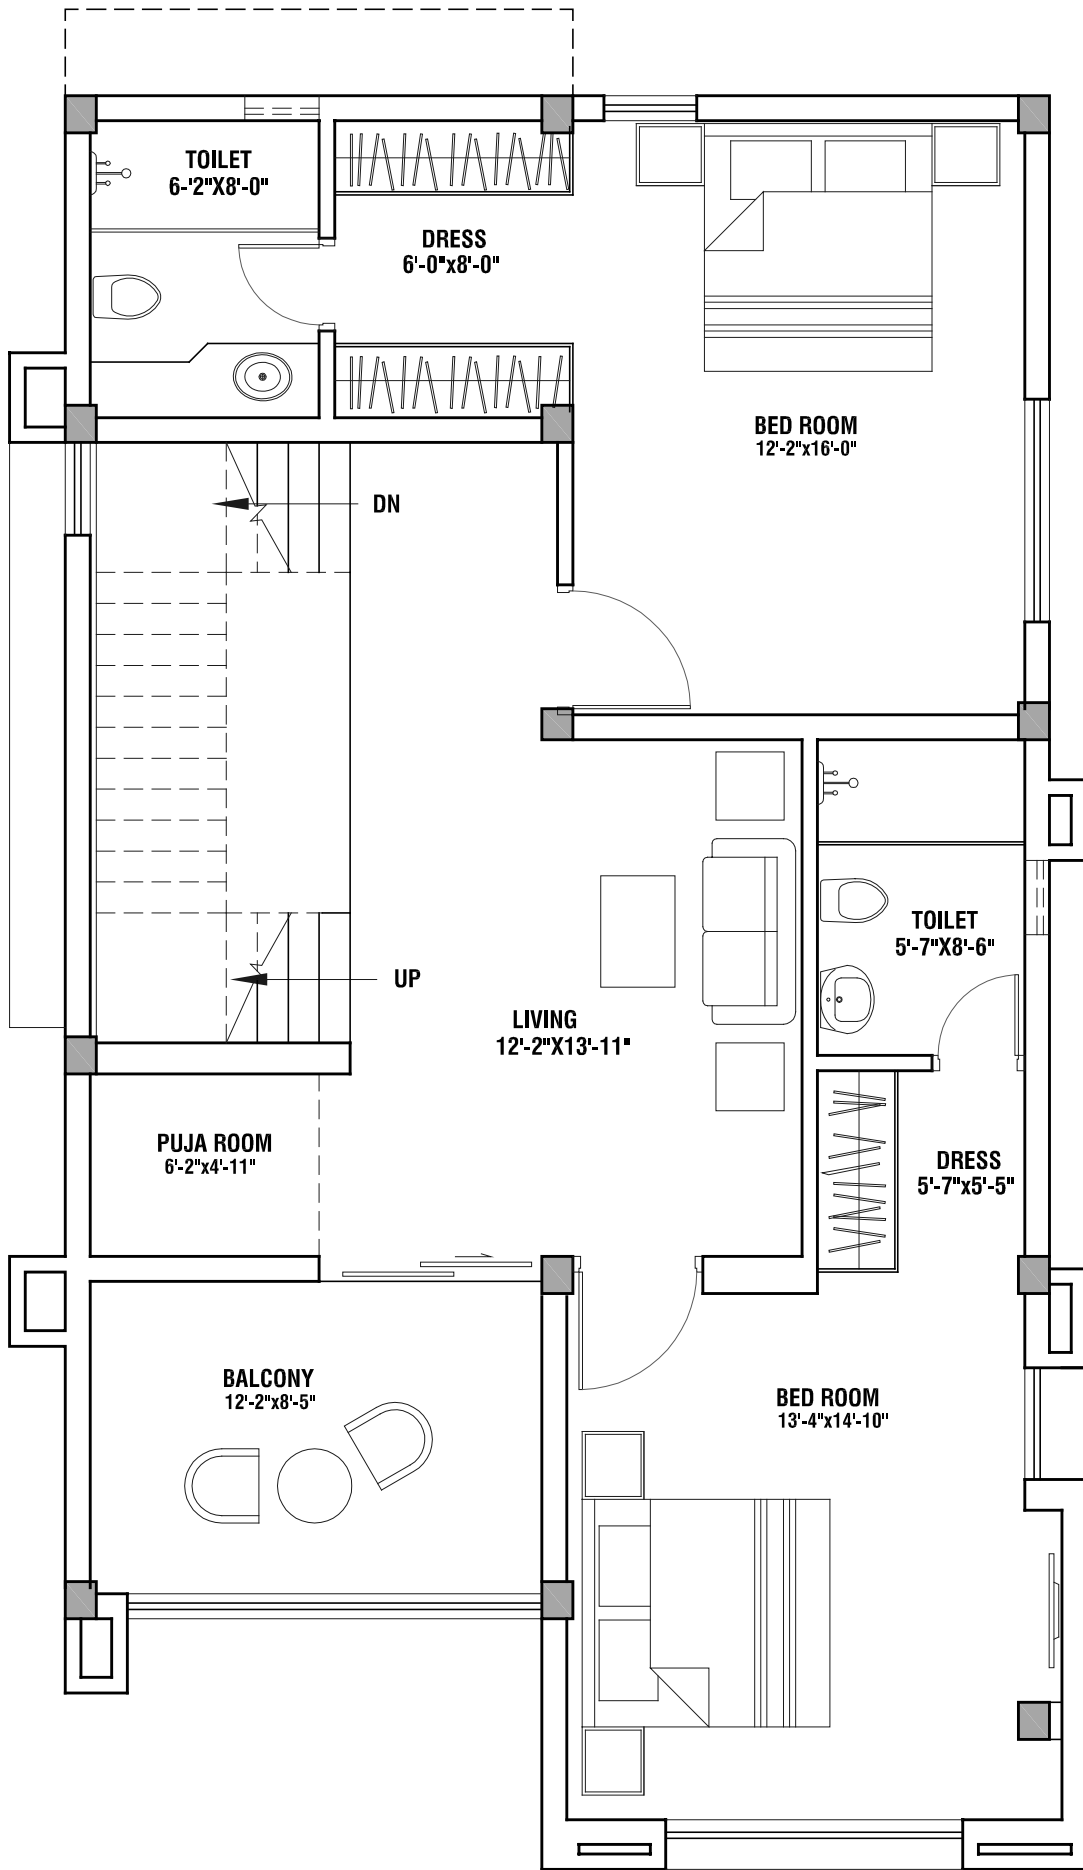 TOILET
6-'2"X8'-0"
DRESS
6'-0"x8'-0"
BED ROOM
12'-2"x16'-0"
DN
TOILET
5'-7"X8'-6"
UP
LIVING
12'-2"X13'-11"
PUJA ROOM
6'-2"x4'-11"
DRESS
5'-7"x5'-5"
BALCONY
12'-2"x8'-5"
BED ROOM
13'-4"x14'-10"